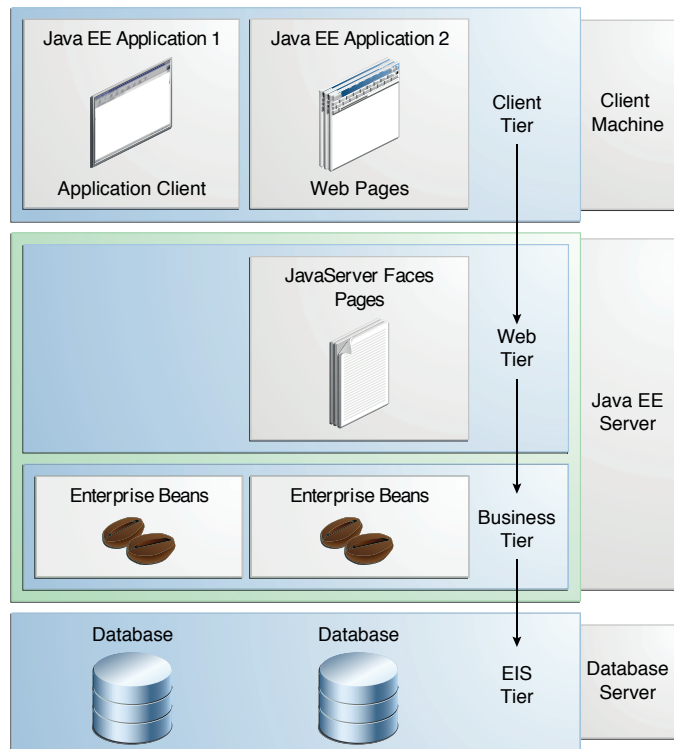 Java EE Application 1
Java EE Application 2
Application Client
Web Pages
Client
Tier
Client
Machine
JavaServer Faces
Pages
Web
Tier
Java EE
Server
Enterprise Beans
Enterprise Beans
Business
Tier
Database
Database
EIS
Tier
Database
Server